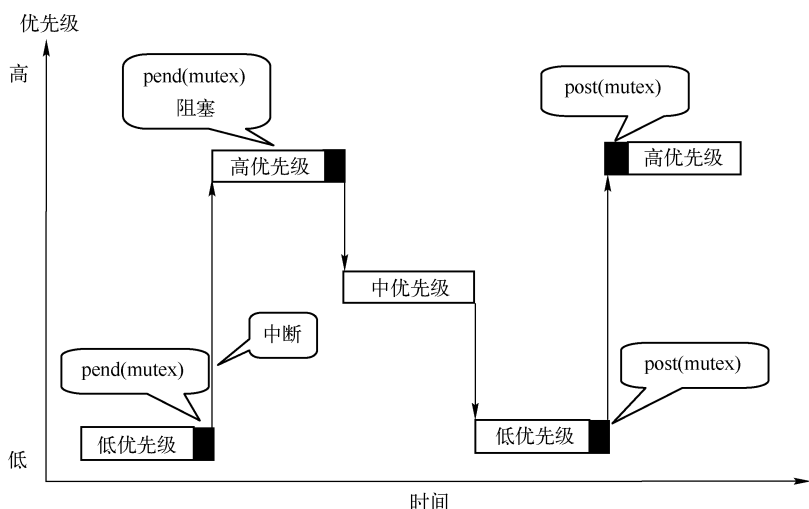 优先级
高
pend(mutex)
阻塞
post(mutex)
高优先级
高优先级
中优先级
中断
pend(mutex)
post(mutex)
低优先级
低优先级
低
时间